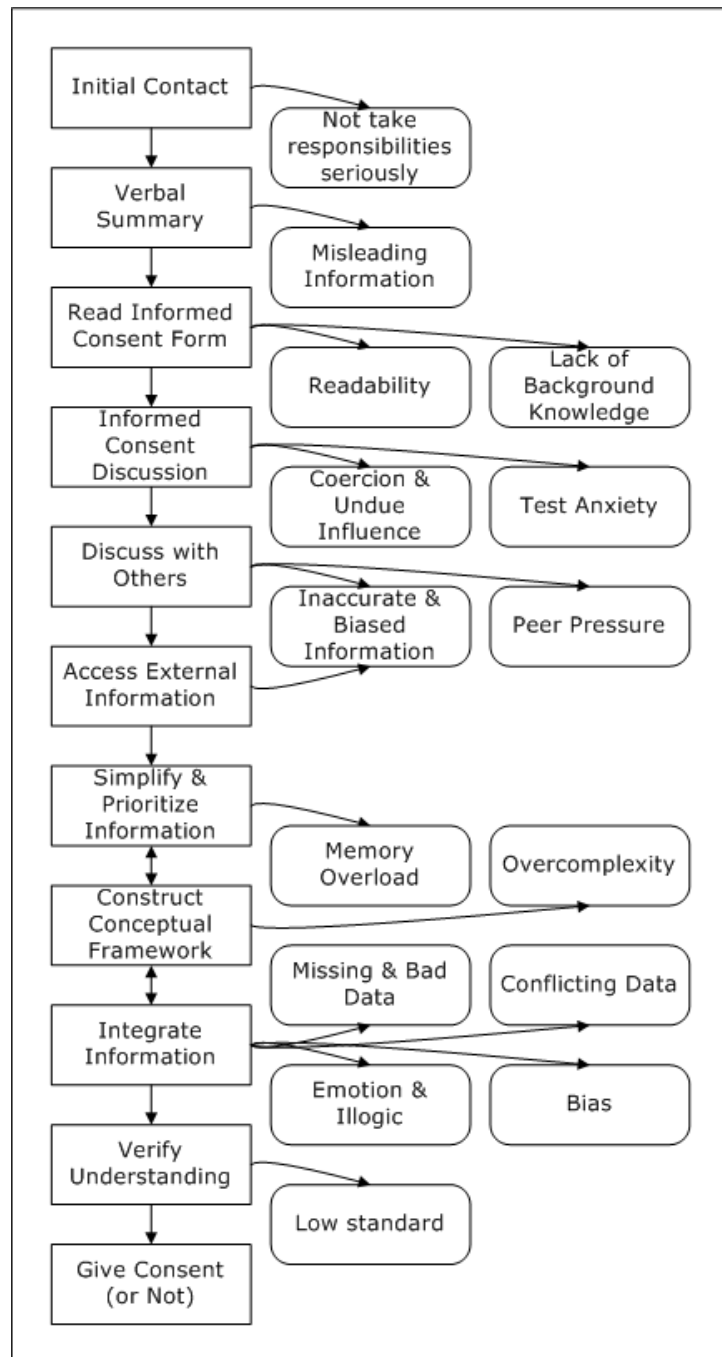 Initial Contact
Not take
responsibilities
seriously
Verbal
Summary
Misleading
Information
Read Informed
Consent Form
Readability
Lack of
Background
Knowledge
Informed
Consent
Discussion
Coercion &
Undue
Influence
Test Anxiety
Discuss with
Others
Inaccurate &
Biased
Information
Peer Pressure
Access External
Information
Simplify &
Prioritize
Information
Memory
Overload
Overcomplexity
Construct
Conceptual
Framework
Missing & Bad
Data
Conflicting Data
Integrate
Information
Emotion &
Illogic
Bias
Verify
Understanding
Low standard
Give Consent
(or Not)